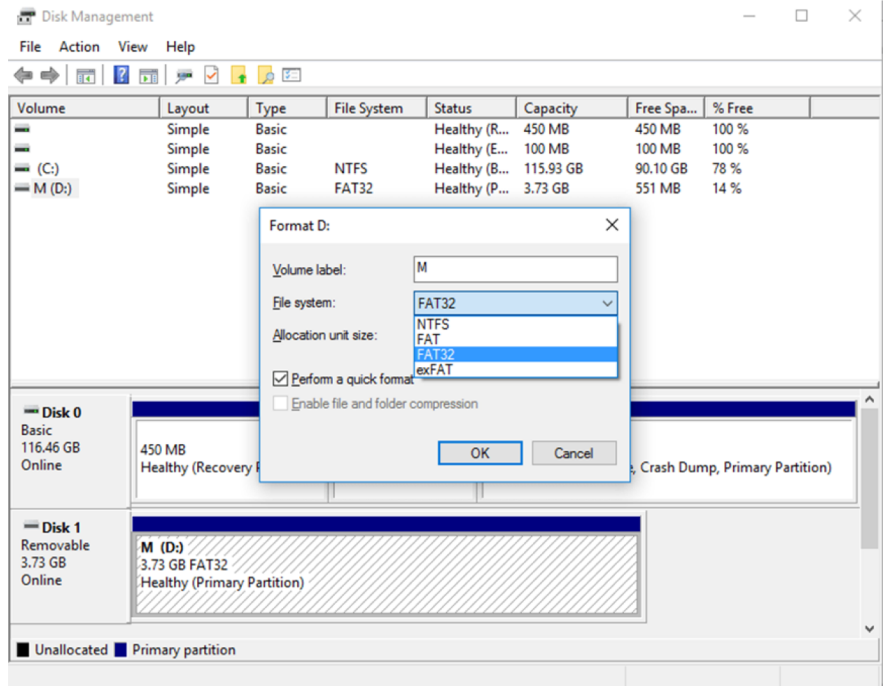 Disk Management
File Action View Help
Volume Layout Type File System Status Capacity Free Spa... % Free
Simple Basic Healthy (R... 450 MB 450 MB 100 %
Simple Basic Healthy (E... 100 MB 100 MB 100 %
(C:) Simple Basic NTFS Healthy (B... 115.93 GB 90.10 GB 78 %
M (D:) Simple Basic FAT32 Healthy (P... 3.73 GB 551 MB 14 %
Format D:
Volume label: M
File system: FAT32
NTFS
Allocation unit size: FAT
FAT32
exFAT
Perform a quick format
Enable file and folder compression
OK Cancel
Disk 0
Basic
116.46 GB
Online
450 MB
Healthy (Recovery
, Crash Dump, Primary Partition)
Disk 1
Removable
3.73 GB
Online
M (D:)
3.73 GB FAT32
Healthy (Primary Partition)
Unallocated Primary partition